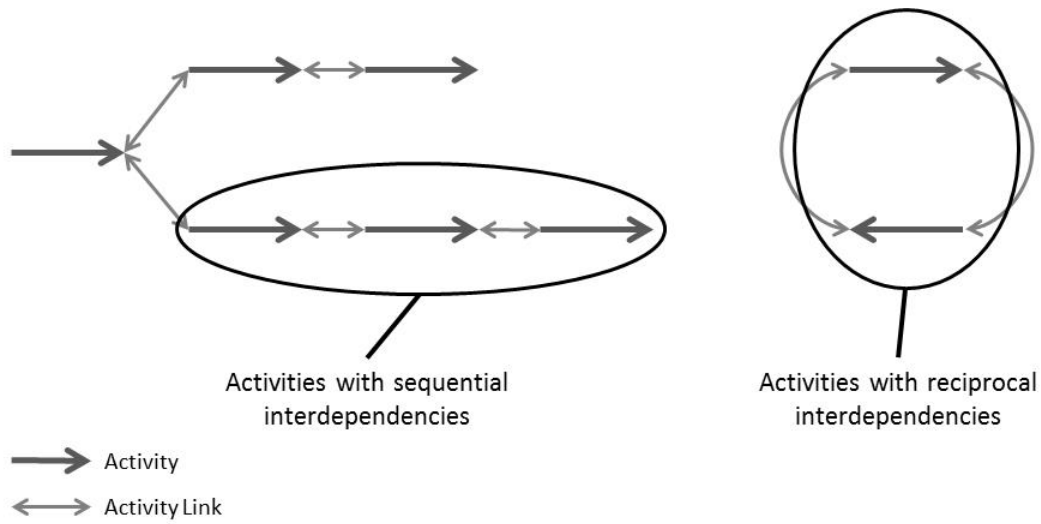 Activities with sequential
interdependencies
Activities with reciprocal
interdependencies
Activity
Activity Link